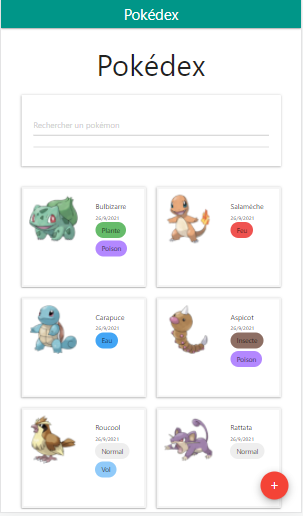 Pokédex
Pokédex
Rechercher un pokémon
Bulbizarre
26/9/2021
Plante
Poison
Salamèche
26/9/2021
Feu
Carapuce
26/9/2021
Eau
Aspicot
26/9/2021
Insecte
Poison
Roucool
26/9/2021
Normal
Vol
Rattata
26/9/2021
Normal
+